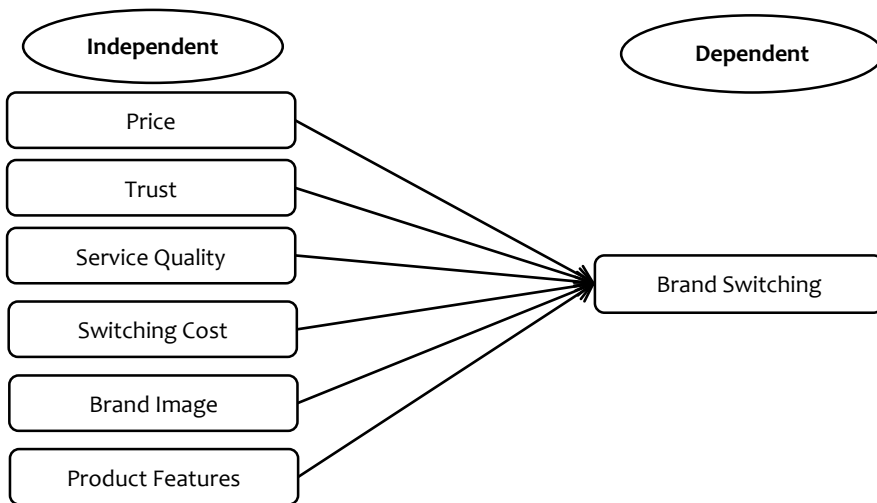 Independent
Dependent
Price
Trust
Service Quality
Brand Switching
Switching Cost
Brand Image
Product Features